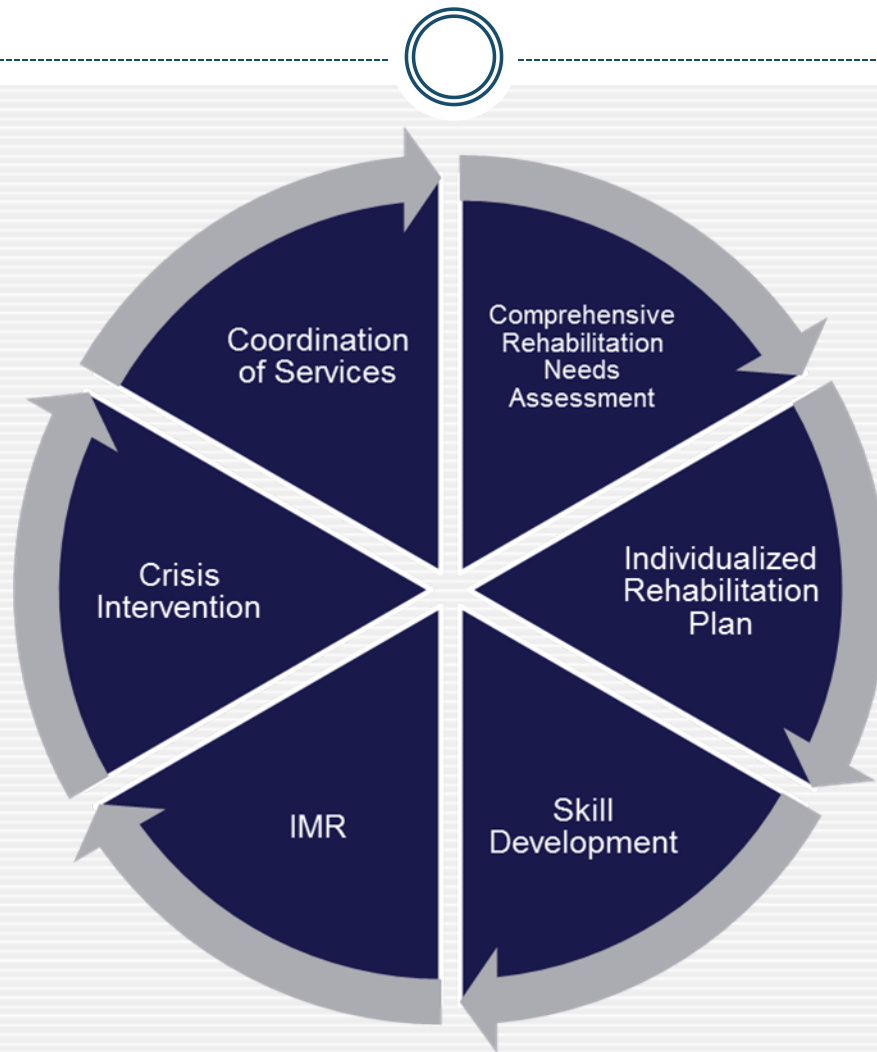 Comprehensive
Rehabilitation
Needs
Assessment
Individualized
Rehabilitation
Plan
Skill
Development
IMR
Crisis
Intervention
Coordination
of Services